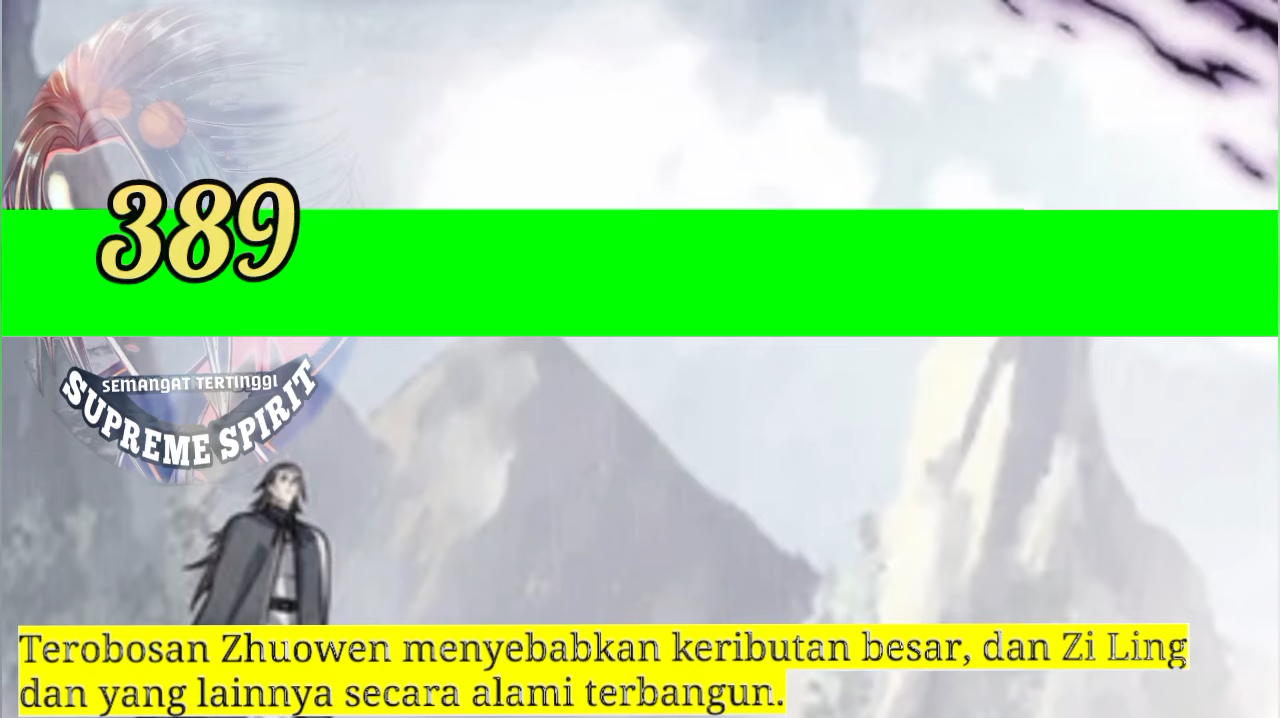 389
SEMANGAT TERTINGGI
SUPREME SPIRIT
Terobosan Zhuowen menyebabkan keributan besar, dan Zi Ling
dan yang lainnya secara alami terbangun.